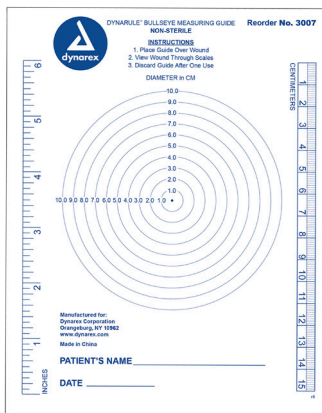 DYNARULE® BULLSEYE MEASURING GUIDE
Reorder No. 3007
NON-STERILE
dynarex
INSTRUCTIONS
1. Place Guide Over Wound
2. View Wound Through Scales
3. Discard Guide After One Use
DIAMETER in CM
10.0
9.0
8.0
7.0
6.0
5.0
4.0
3.0
2.0
1.0
10.0 9.0 8.0 7.0 6.0 5.0 4.0 3.0 2.0 1.0
6
5
4
3
2
1
INCHES
CENTIMETERS
1
2
3
4
5
6
7
8
9
10
11
12
13
14
15
Manufactured for:
Dynarex Corporation
Orangeburg, NY 10962
www.dynarex.com
Made in China
PATIENT'S NAME
DATE